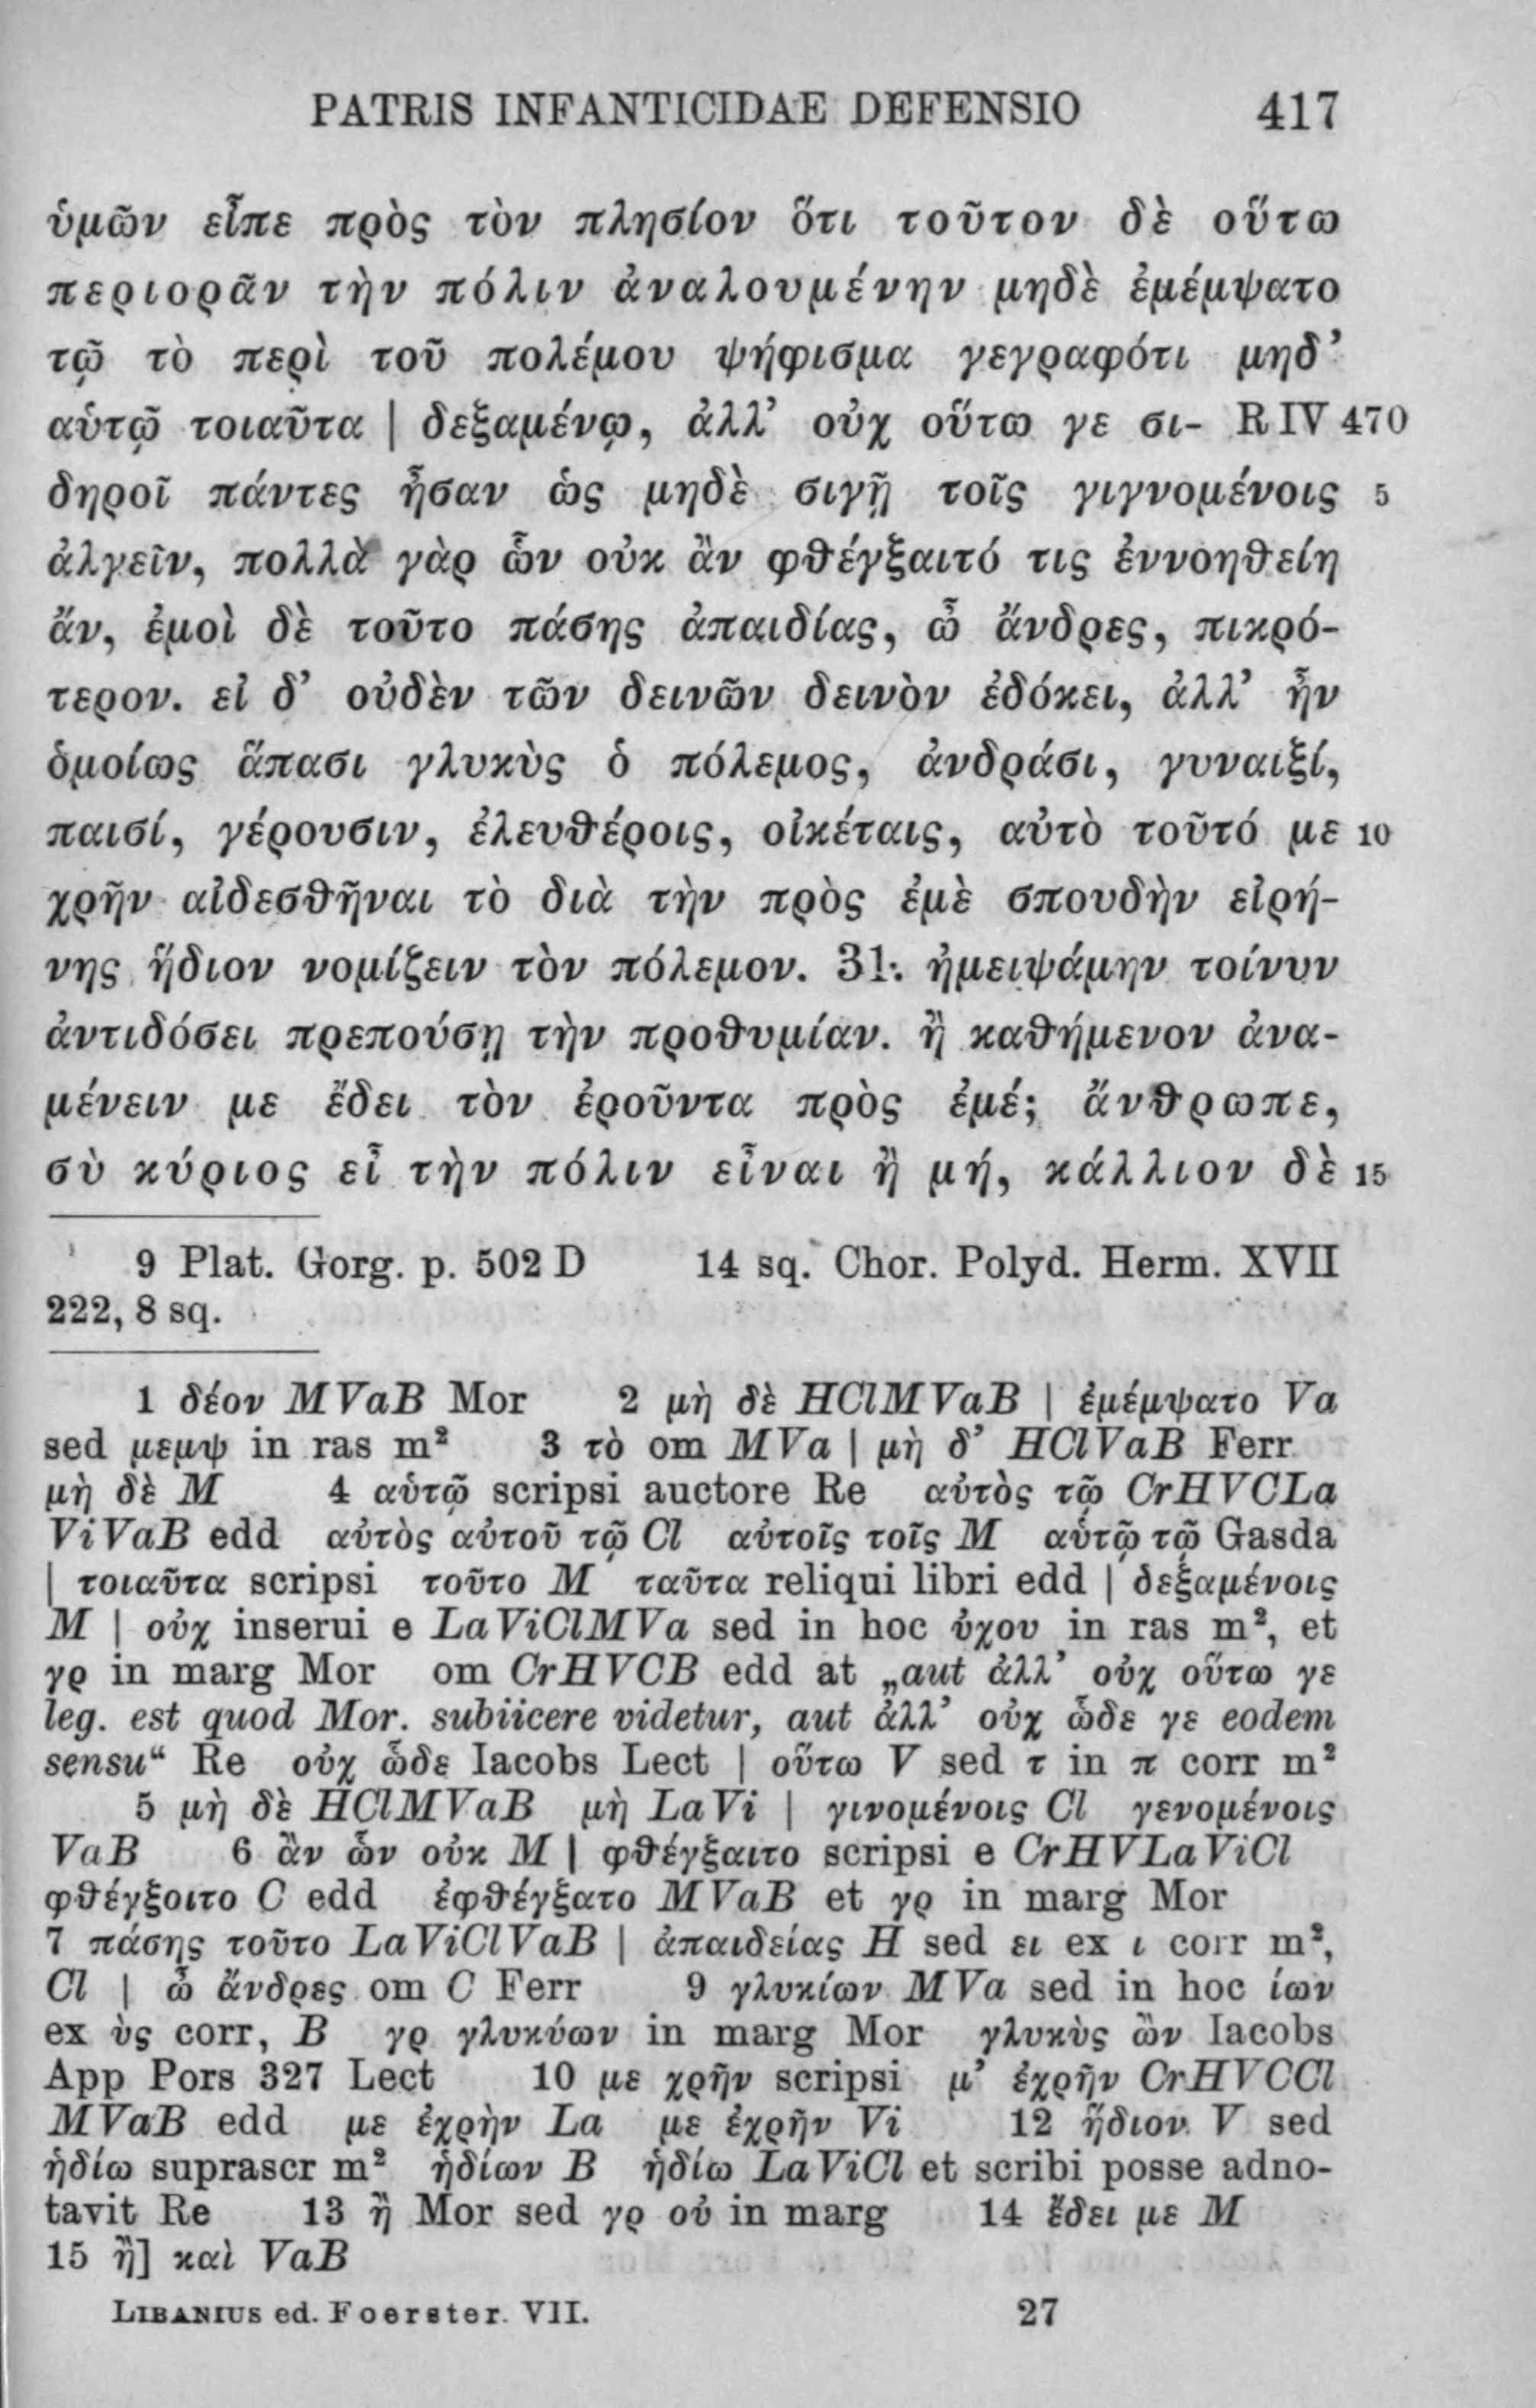 PATRIS INFANTICIDAE DEFENSIO 417
ὑμῶν εἶπε πρὸς τὸν πλησίον ὅτι τοῦτον δὲ οὕτω
περιορᾶν τὴν πόλιν ἀναλουμένην μηδὲ ἐμέμψατο
τῷ τὸ περὶ τοῦ πολέμου ψήφισμα γεγραφότι μηδ’
αὑτῷ τοιαῦτα | δεξαμένῳ, ἀλλ’ οὐχ οὕτω γε σι- R IV 470
δηροῖ πάντες ἦσαν ὡς μηδὲ σιγῇ τοῖς γιγνομένοις 5
ἀλγεῖν, πολλὰ γὰρ ὧν οὐκ ἂν φθέγξαιτό τις ἐννοηθείη
ἄν, ἐμοὶ δὲ τοῦτο πάσης ἀπαιδίας, ὦ ἄνδρες, πικρό-
τερον. εἰ δ’ οὐδὲν τῶν δεινῶν δεινὸν ἐδόκει, ἀλλ’ ἦν
ὁμοίως ἅπασι γλυκὺς ὁ πόλεμος, ἀνδράσι, γυναιξί,
παισί, γέρουσιν, ἐλευθέροις, οἰκέταις, αὐτὸ τοῦτό με 10
χρῆν αἰδεσθῆναι τὸ διὰ τὴν πρὸς ἐμὲ σπουδὴν εἰρή-
νης ἥδιον νομίζειν τὸν πόλεμον. 31. ἠμειψάμην τοίνυν
ἀντιδόσει πρεπούσῃ τὴν προθυμίαν. ἢ καθήμενον ἀνα-
μένειν με ἔδει τὸν ἐροῦντα πρὸς ἐμέ; ἄνθρωπε,
σὺ κύριος εἶ τὴν πόλιν εἶναι ἢ μή, κάλλιον δὲ 15
9 Plat. Gorg. p. 502 D 14 sq. Chor. Polyd. Herm. XVII
222, 8 sq.
1 δέον MVaB Mor 2 μὴ δὲ HClMVaB | ἐμέμψατο Va
sed μεμψ in ras m² 3 τὸ om MVa | μὴ δ’ HClVaB Ferr
μὴ δὲ M 4 αὑτῷ scripsi auctore Re αὐτὸς τῷ CrHVCLa
ViVaB edd αὐτὸς αὐτοῦ τῷ Cl αὐτοῖς τοῖς M αὑτῷ τῷ Gasda
| τοιαῦτα scripsi τοῦτο M ταῦτα reliqui libri edd | δεξαμένοις
M | οὐχ inserui e LaViClMVa sed in hoc ὐχου in ras m², et
γρ in marg Mor om CrHVCB edd at „aut ἀλλ’ οὐχ οὕτω γε
leg. est quod Mor. subiicere videtur, aut ἀλλ’ οὐχ ὧδε γε eodem
sensu“ Re οὐχ ὧδε Iacobs Lect | οὕτω V sed τ in π corr m²
5 μὴ δὲ HClMVaB μὴ LaVi | γινομένοις Cl γενομένοις
VaB 6 ἂν ὧν οὐκ M | φθέγξαιτο scripsi e CrHVLaViCl
φθέγξοιτο C edd ἐφθέγξατο MVaB et γρ in marg Mor
7 πάσης τοῦτο LaViClVaB | ἀπαιδείας H sed ει ex ι corr m²,
Cl | ὦ ἄνδρες om C Ferr 9 γλυκίων MVa sed in hoc ίων
ex ὺς corr, B γρ γλυκύων in marg Mor γλυκὺς ὢν Iacobs
App Pors 327 Lect 10 με χρῆν scripsi μ’ ἐχρῆν CrHVCCl
MVaB edd με ἐχρὴν La με ἐχρῆν Vi 12 ἥδιον V sed
ἡδίω suprascr m² ἡδίων B ἡδίω LaViCl et scribi posse adno-
tavit Re 13 ἢ Mor sed γρ οὐ in marg 14 ἔδει με M
15 ἢ] καὶ VaB
LIBANIUS ed. Foerster. VII. 27